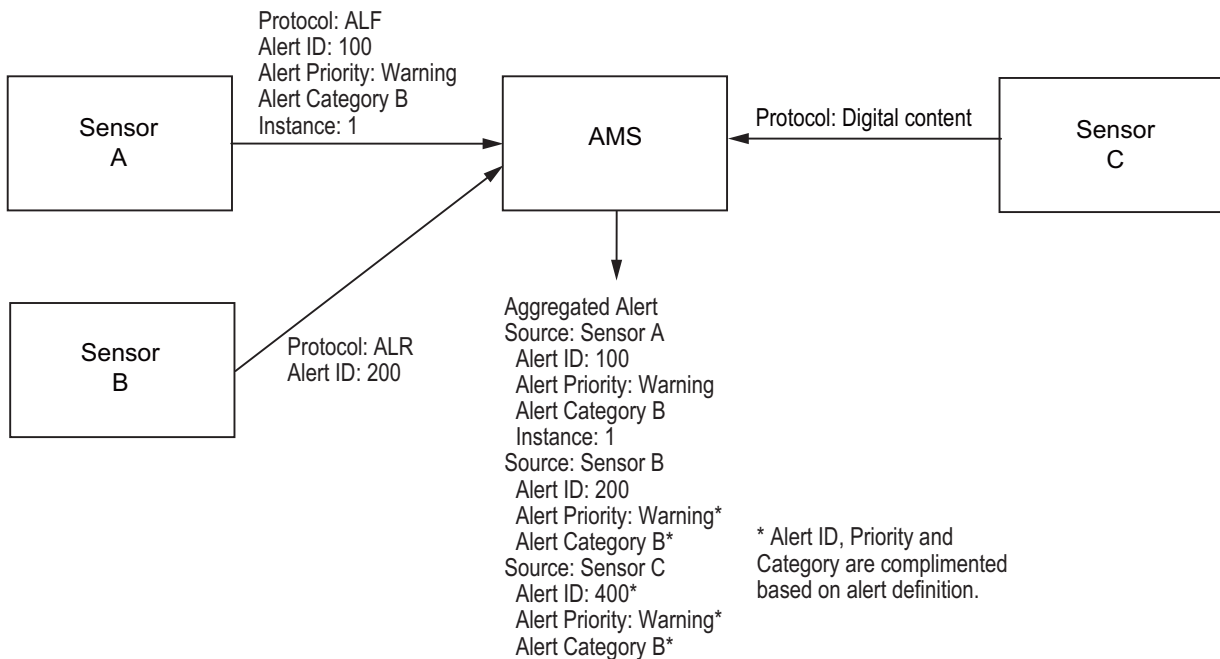 Protocol: ALF
Alert ID: 100
Alert Priority: Warning
Alert Category B
Instance: 1
Sensor
A
AMS
Protocol: Digital content
Sensor
C
Sensor
B
Protocol: ALR
Alert ID: 200
Aggregated Alert
Source: Sensor A
Alert ID: 100
Alert Priority: Warning
Alert Category B
Instance: 1
Source: Sensor B
Alert ID: 200
Alert Priority: Warning*
Alert Category B*
Source: Sensor C
Alert ID: 400*
Alert Priority: Warning*
Alert Category B*
* Alert ID, Priority and
Category are complimented
based on alert definition.